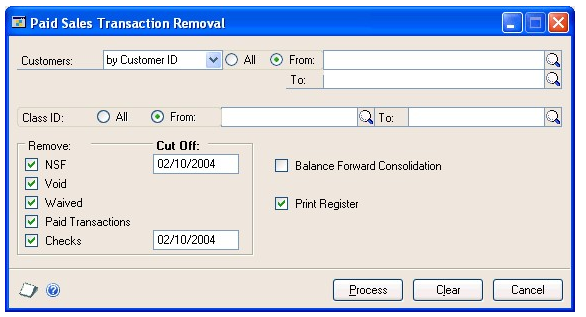 Paid Sales Transaction Removal
Customers: by Customer ID All From:
To:
Class ID: All From: To:
Remove: Cut Off:
NSF 02/10/2004 Balance Forward Consolidation
Void
Waived Print Register
Paid Transactions
Checks 02/10/2004
Process Clear Cancel